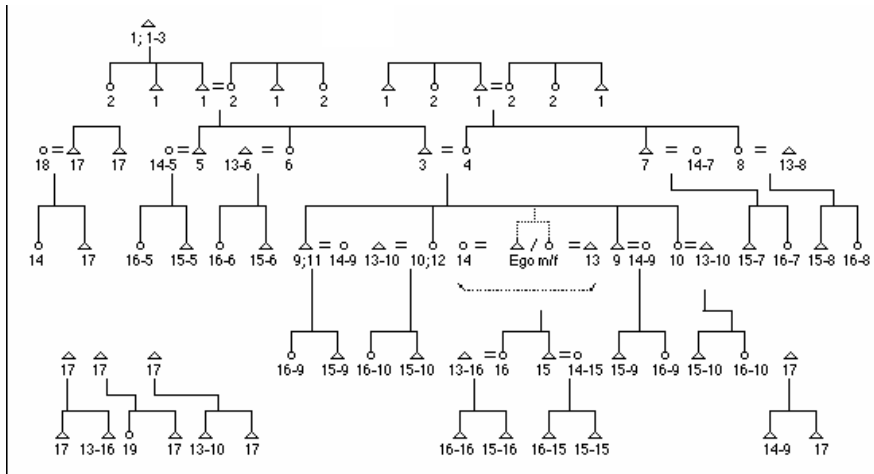 1; 1-3
2 1 1 = 2 1 2 1 2 1 = 2 2 1
18 = 17 17 14-5 = 5 13-6 = 6 3 = 4 7 = 14-7 8 = 13-8
14 17 16-5 15-5 16-6 15-6 9;11 = 14-9 13-10 = 10;12 14 = Ego m/f = 13 9 = 14-9 10 = 13-10 15-7 16-7 15-8 16-8
16-9 15-9 16-10 15-10 13-16 = 16 15 = 14-15 15-9 16-9 15-10 16-10
17 17 17 17
17 13-16 19 17 13-10 17 16-16 15-16 16-15 15-15 14-9 17